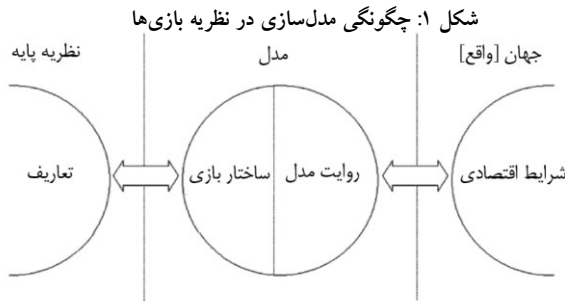 شکل ۱: چگونگی مدل‌سازی در نظریه بازی‌ها
جهان [واقع]
مدل
نظریه پایه
شرایط اقتصادی
روایت مدل
ساختار بازی
تعاریف